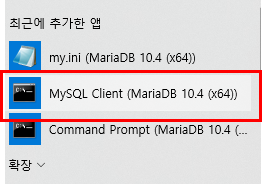 최근에 추가한 앱
my.ini (MariaDB 10.4 (x64))
MySQL Client (MariaDB 10.4 (x64))
Command Prompt (MariaDB 10.4 (...
확장